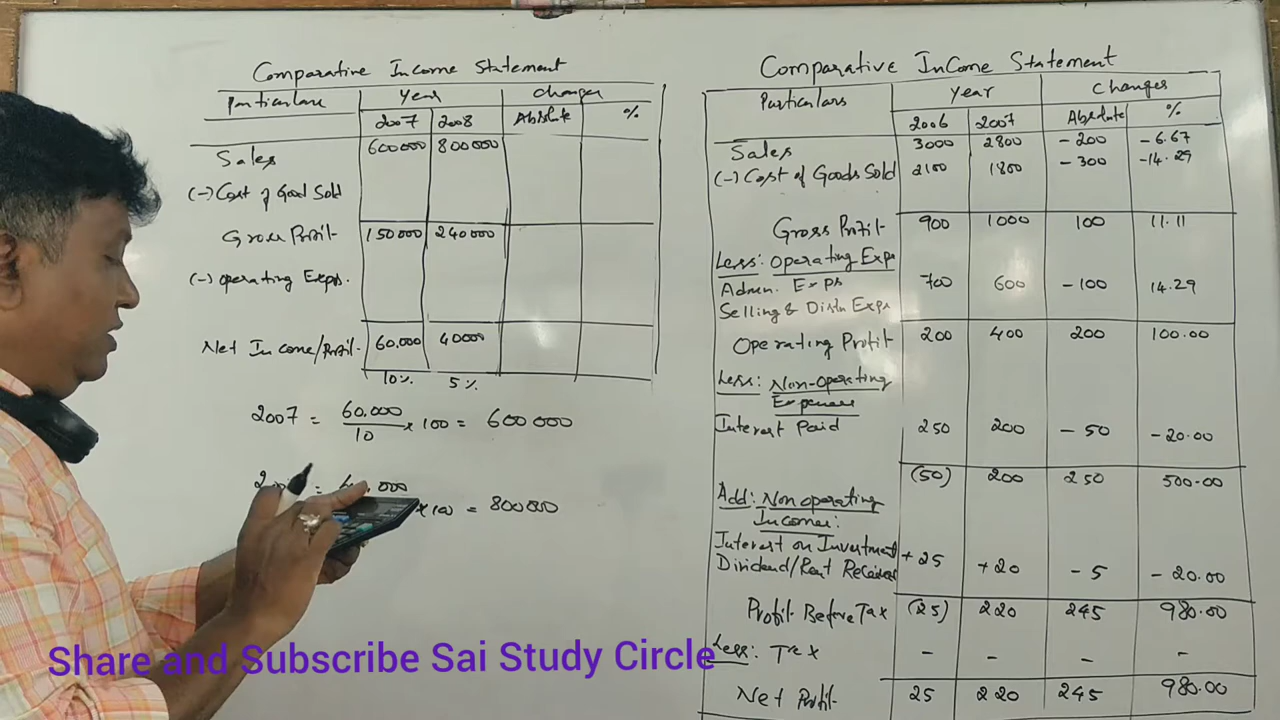 Comparative Income Statement
Particulars Year Changes
2007 2008 Absolute %
Sales 600000 800000
(-) Cost of Good Sold
Gross Profit 150000 240000
(-) operating Exps.
Net Income/Profit 60,000 40000
10% 5%
2007 = 60,000 / 10 × 100 = 600000
000 × 100 = 800000
Comparative Income Statement
Particulars Year Changes
2006 2007 Absolute %
Sales 3000 2800 - 200 - 6.67
(-) Cost of Goods Sold 2100 1800 - 300 -14.29
Gross Profit 900 1000 100 11.11
Less: Operating Exps
Admn. Exps 700 600 - 100 14.29
Selling & Distn Exps
Operating Profit 200 400 200 100.00
Less: Non-Operating
Expenses
Interest Paid 250 200 - 50 - 20.00
(50) 200 250 500.00
Add: Non operating
Incomes:
Interest on Investment
Dividend/Rent Received + 25 + 20 - 5 - 20.00
Profit Before Tax (25) 220 245 980.00
Less: Tax - - - -
Net Profit 25 220 245 980.00
Share and Subscribe Sai Study Circle